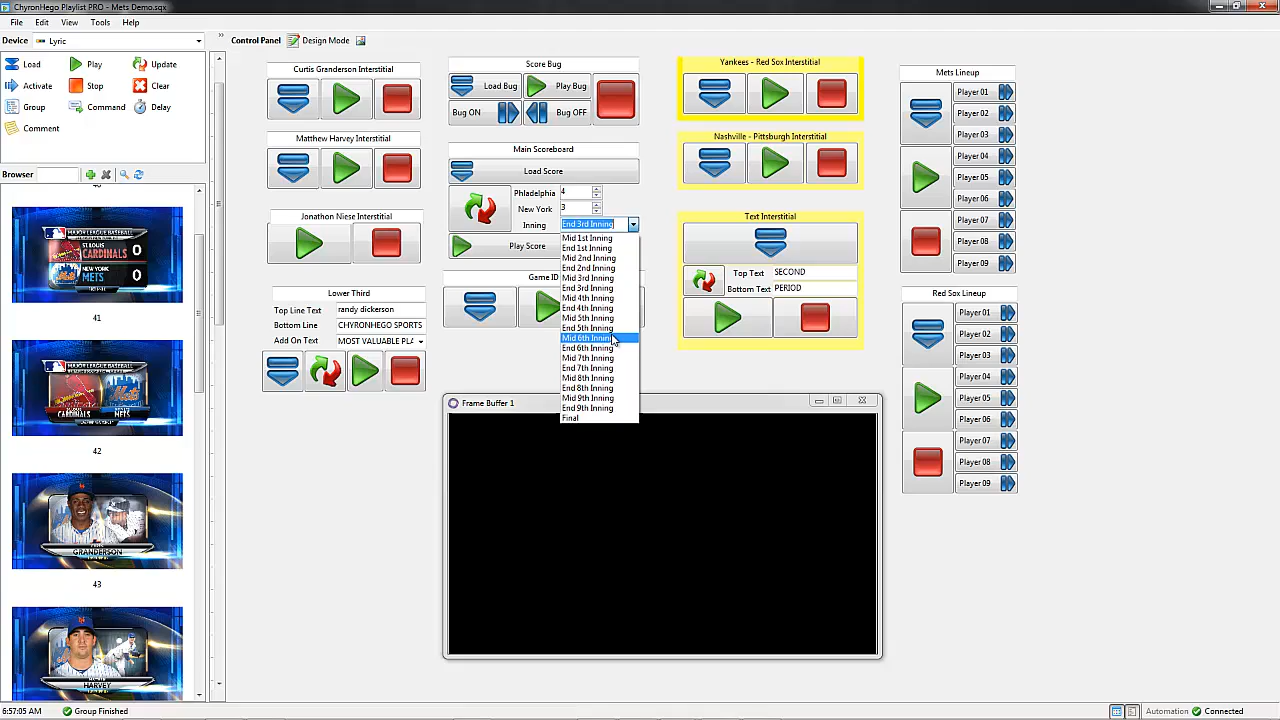 ChyronHego Playlist PRO - Mets Demo.sqx
File Edit View Tools Help
Device Lyric
Control Panel Design Mode
Load Play Update
Activate Stop Clear
Group Command Delay
Comment
Browser
40
ST.LOUIS
CARDINALS 0
NEW YORK
METS 0
41
CARDINALS
METS
42
GRANDERSON
43
HARVEY
Curtis Granderson Interstitial
Matthew Harvey Interstitial
Jonathon Niese Interstitial
Lower Third
Top Line Text randy dickerson
Bottom Line CHYRONHEGO SPORTS
Add On Text MOST VALUABLE PLA
Score Bug
Load Bug Play Bug
Bug ON Bug OFF
Main Scoreboard
Load Score
Philadelphia 4
New York 3
Inning End 3rd Inning
Play Score
Game ID
Mid 1st Inning
End 1st Inning
Mid 2nd Inning
End 2nd Inning
Mid 3rd Inning
End 3rd Inning
Mid 4th Inning
End 4th Inning
Mid 5th Inning
End 5th Inning
Mid 6th Inning
End 6th Inning
Mid 7th Inning
End 7th Inning
Mid 8th Inning
End 8th Inning
Mid 9th Inning
End 9th Inning
Final
Frame Buffer 1
Yankees - Red Sox Interstitial
Nashville - Pittsburgh Interstitial
Text Interstitial
Top Text SECOND
Bottom Text PERIOD
Mets Lineup
Player 01
Player 02
Player 03
Player 04
Player 05
Player 06
Player 07
Player 08
Player 09
Red Sox Lineup
Player 01
Player 02
Player 03
Player 04
Player 05
Player 06
Player 07
Player 08
Player 09
6:57:05 AM Group Finished
Automation Connected